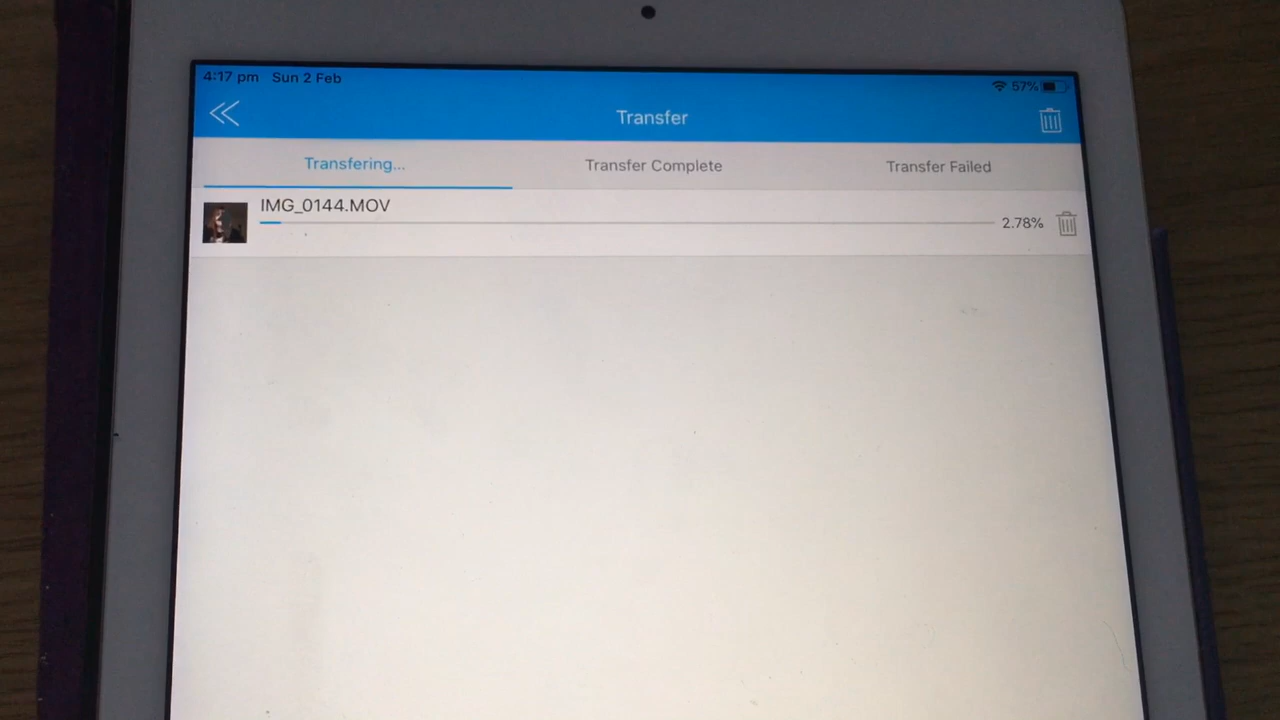 4:17 pm Sun 2 Feb 57%
Transfer
Transfering... Transfer Complete Transfer Failed
IMG_0144.MOV
2.78%